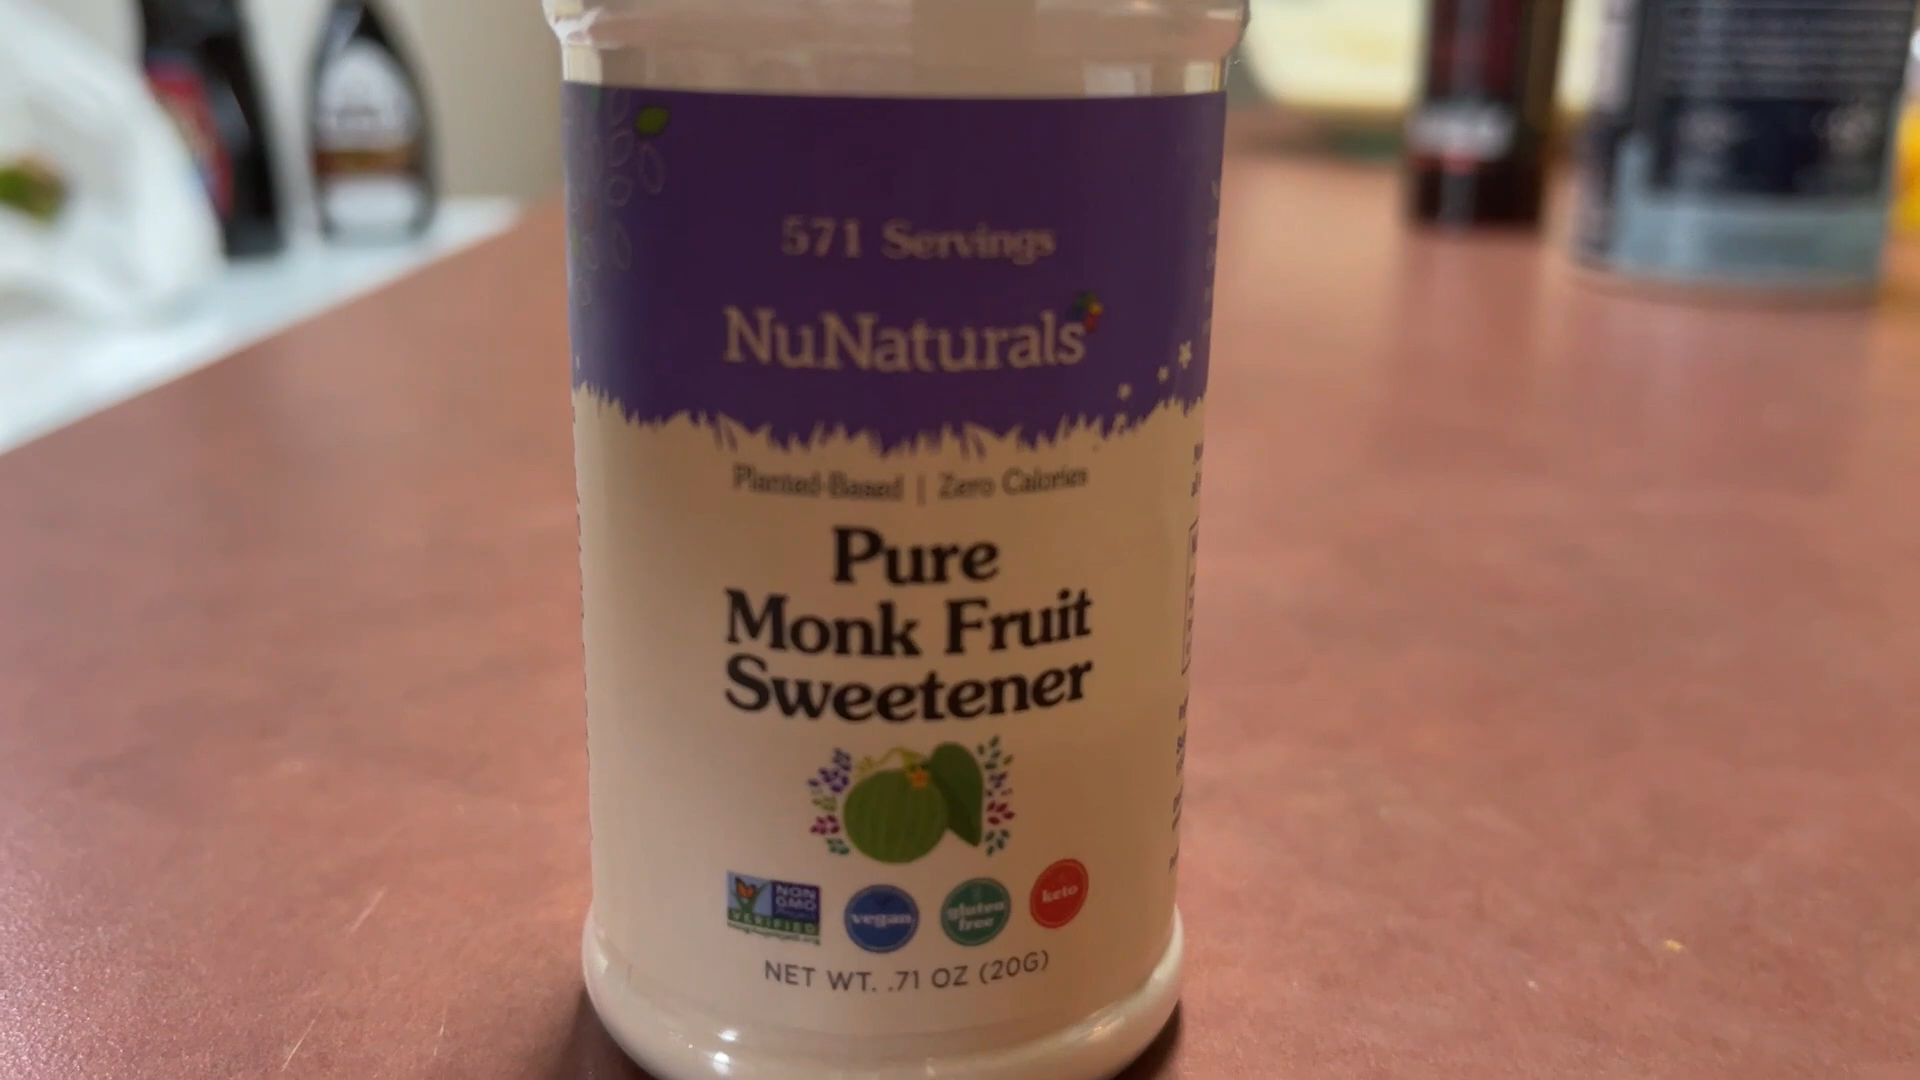 571 Servings
NuNaturals
Planted-Based | Zero Calories
Pure
Monk Fruit
Sweetener
NON
GMO
Project
VERIFIED
vegan
gluten
free
keto
NET WT. .71 OZ (20G)